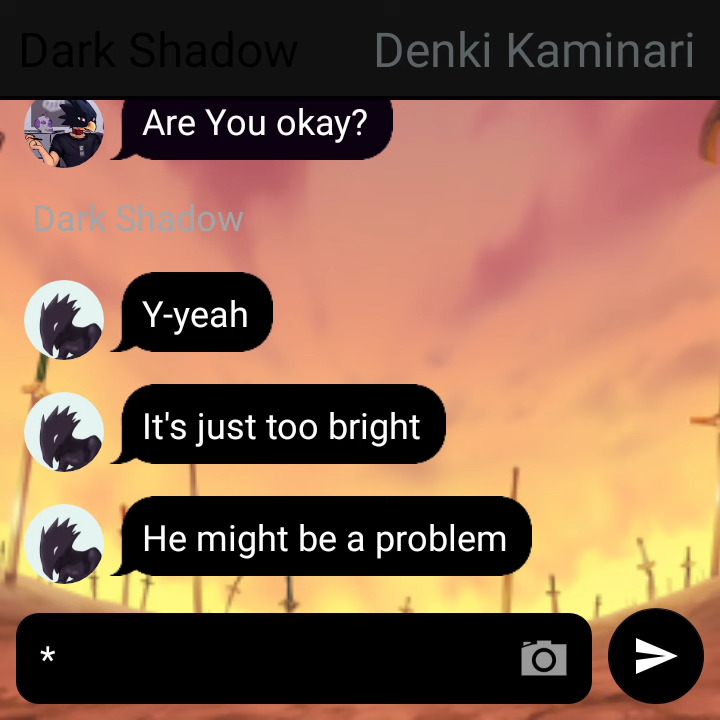 Dark Shadow Denki Kaminari
Are You okay?
Dark Shadow
Y-yeah
It's just too bright
He might be a problem
*